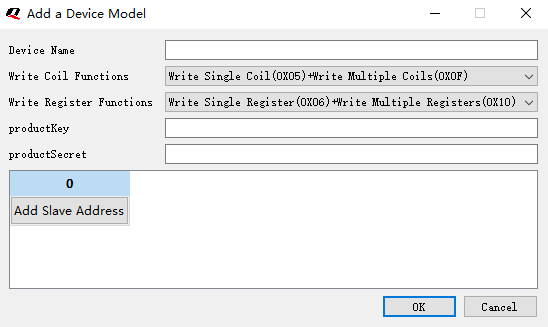 Add a Device Model
Device Name
Write Coil Functions Write Single Coil(0X05)+Write Multiple Coils(0X0F)
Write Register Functions Write Single Register(0X06)+Write Multiple Registers(0X10)
productKey
productSecret
0
Add Slave Address
OK Cancel